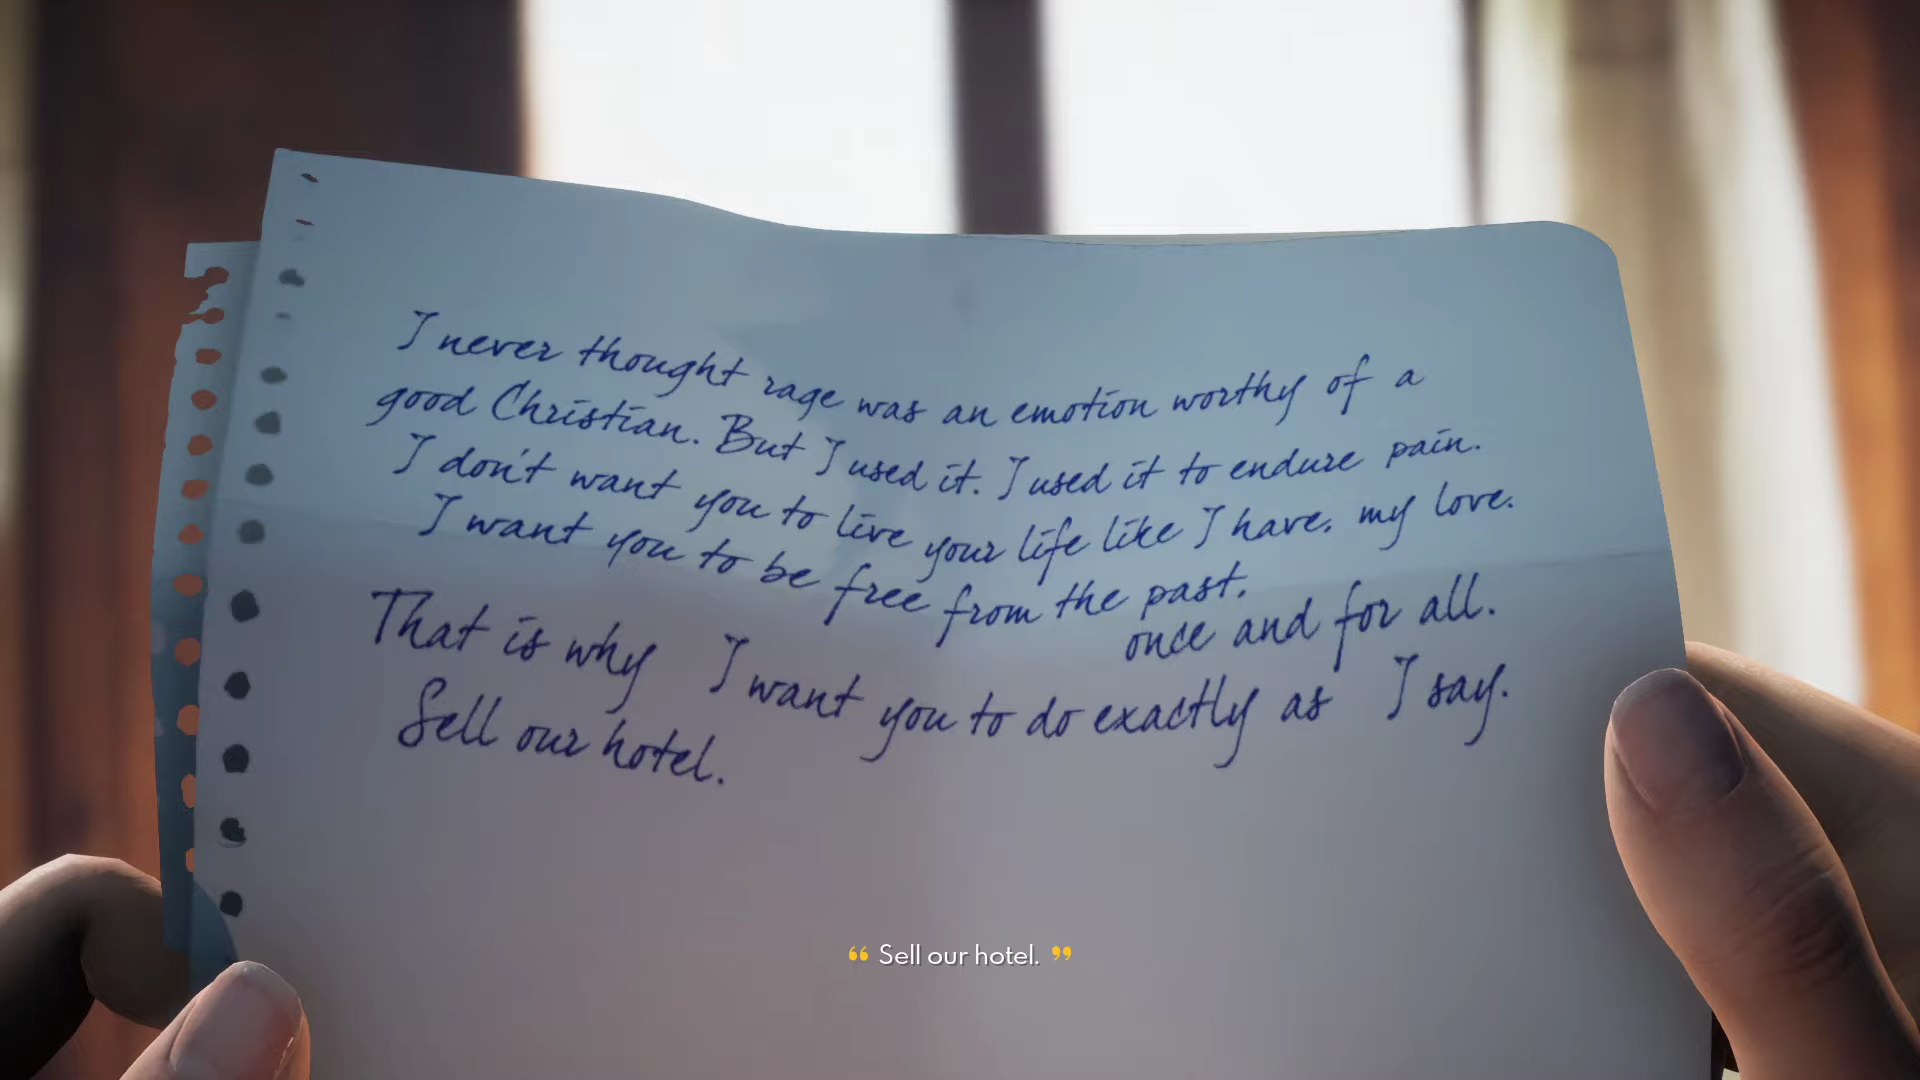 I never thought rage was an emotion worthy of a
good Christian. But I used it. I used it to endure pain.
I don't want you to live your life like I have, my love.
I want you to be free from the past,
once and for all.
That is why I want you to do exactly as I say.
Sell our hotel.
“ Sell our hotel. ”